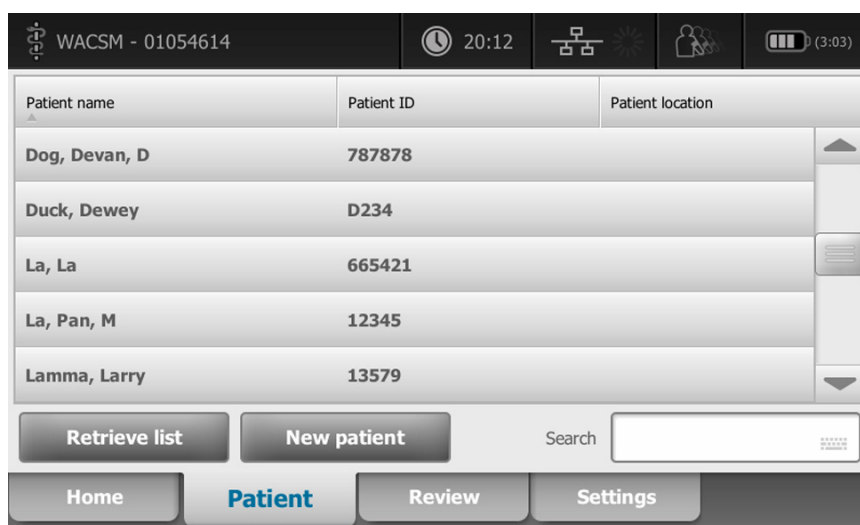 WACSM - 01054614 20:12 (3:03)
Patient name Patient ID Patient location
Dog, Devan, D 787878
Duck, Dewey D234
La, La 665421
La, Pan, M 12345
Lamma, Larry 13579
Retrieve list New patient Search
Home Patient Review Settings